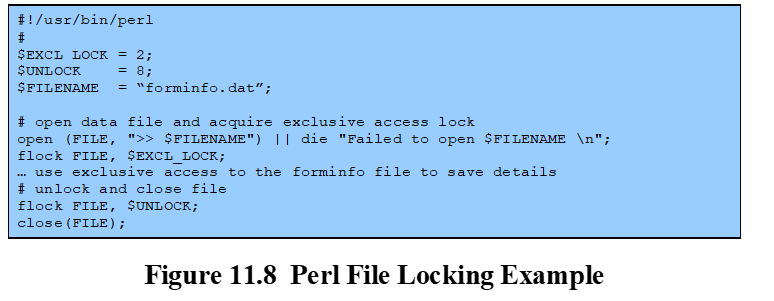 #!/usr/bin/perl
#
$EXCL LOCK = 2;
$UNLOCK    = 8;
$FILENAME  = “forminfo.dat”;

# open data file and acquire exclusive access lock
open (FILE, ">> $FILENAME") || die "Failed to open $FILENAME \n";
flock FILE, $EXCL_LOCK;
… use exclusive access to the forminfo file to save details
# unlock and close file
flock FILE, $UNLOCK;
close(FILE);
Figure 11.8 Perl File Locking Example